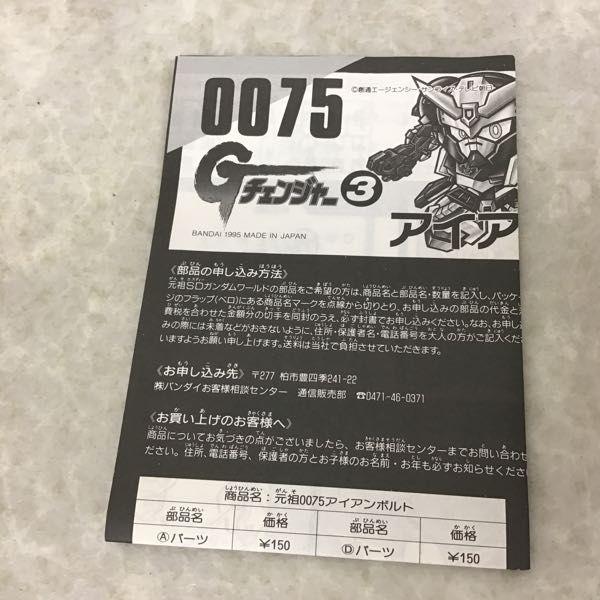 0075
©創通エージェンシー・サンライズ・テレビ朝日
Gチェンジャー3
アイア
BANDAI 1995 MADE IN JAPAN
《部品の申し込み方法》
元祖SDガンダムワールドの部品をご希望の方は、商品名と部品名・数量を記入し、パッケー
ジのフラップ(ベロ)にある商品名マークを点線から切りとり、お申し込みの部品の代金と消
費税を合わせた金額分の切手を同封のうえ、必ず封書でお申し込みください。なお、お申し込
みの際には未着などがおきないように、住所・保護者名・電話番号を大人の方がご記入くださ
いますようお願い申し上げます。送料は当社で負担させていただきます。
《お申し込み先》 〒277 柏市豊四季241-22
㈱バンダイお客様相談センター 通信販売部 ☎0471-46-0371
《お買い上げのお客様へ》
商品についてお気づきの点がございましたら、お客様相談センターまでお問い合わせ
ください。住所、電話番号、保護者の方とお子様のお名前・お年も必ずお知らせくださ
商品名：元祖0075アイアンボルト
部品名 価格 部品名 価格
Ⓐパーツ ¥150 Ⓓパーツ ¥150